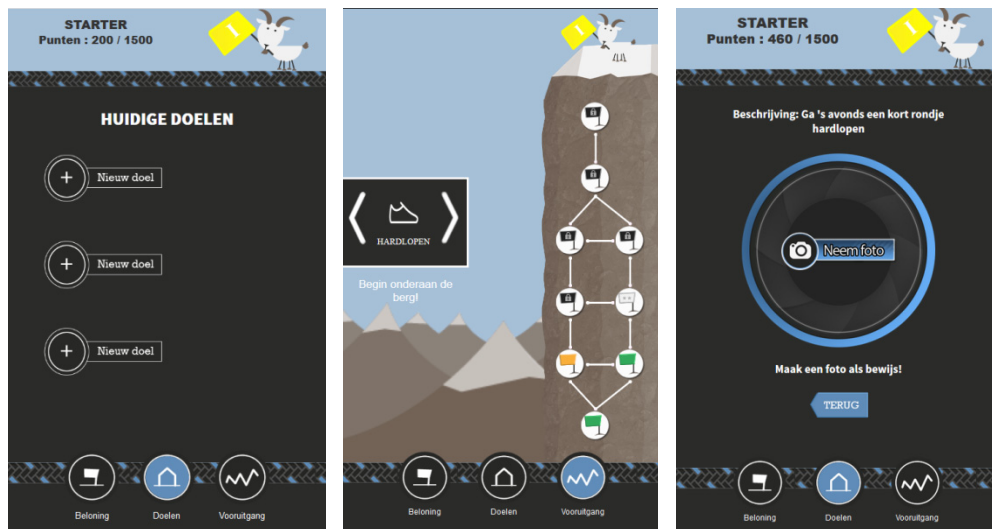 STARTER
Punten : 200 / 1500
HUIDIGE DOELEN
Nieuw doel
Nieuw doel
Nieuw doel
Beloning
Doelen
Vooruitgang
HARDLOPEN
Begin onderaan de
berg!
Beloning
Doelen
Vooruitgang
STARTER
Punten : 460 / 1500
Beschrijving: Ga 's avonds een kort rondje
hardlopen
Neem foto
Maak een foto als bewijs!
TERUG
Beloning
Doelen
Vooruitgang